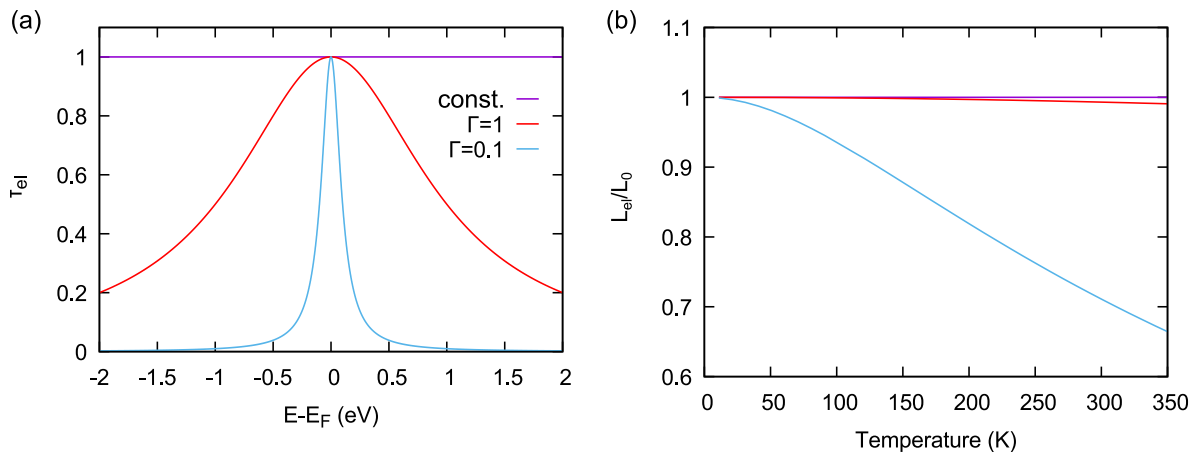 (a)
1
0.8
0.6
0.4
0.2
0
τel
const.
Γ=1
Γ=0.1
-2 -1.5 -1 -0.5 0 0.5 1 1.5 2
E-EF (eV)
(b)
1.1
1
0.9
0.8
0.7
0.6
Lel/L0
0 50 100 150 200 250 300 350
Temperature (K)